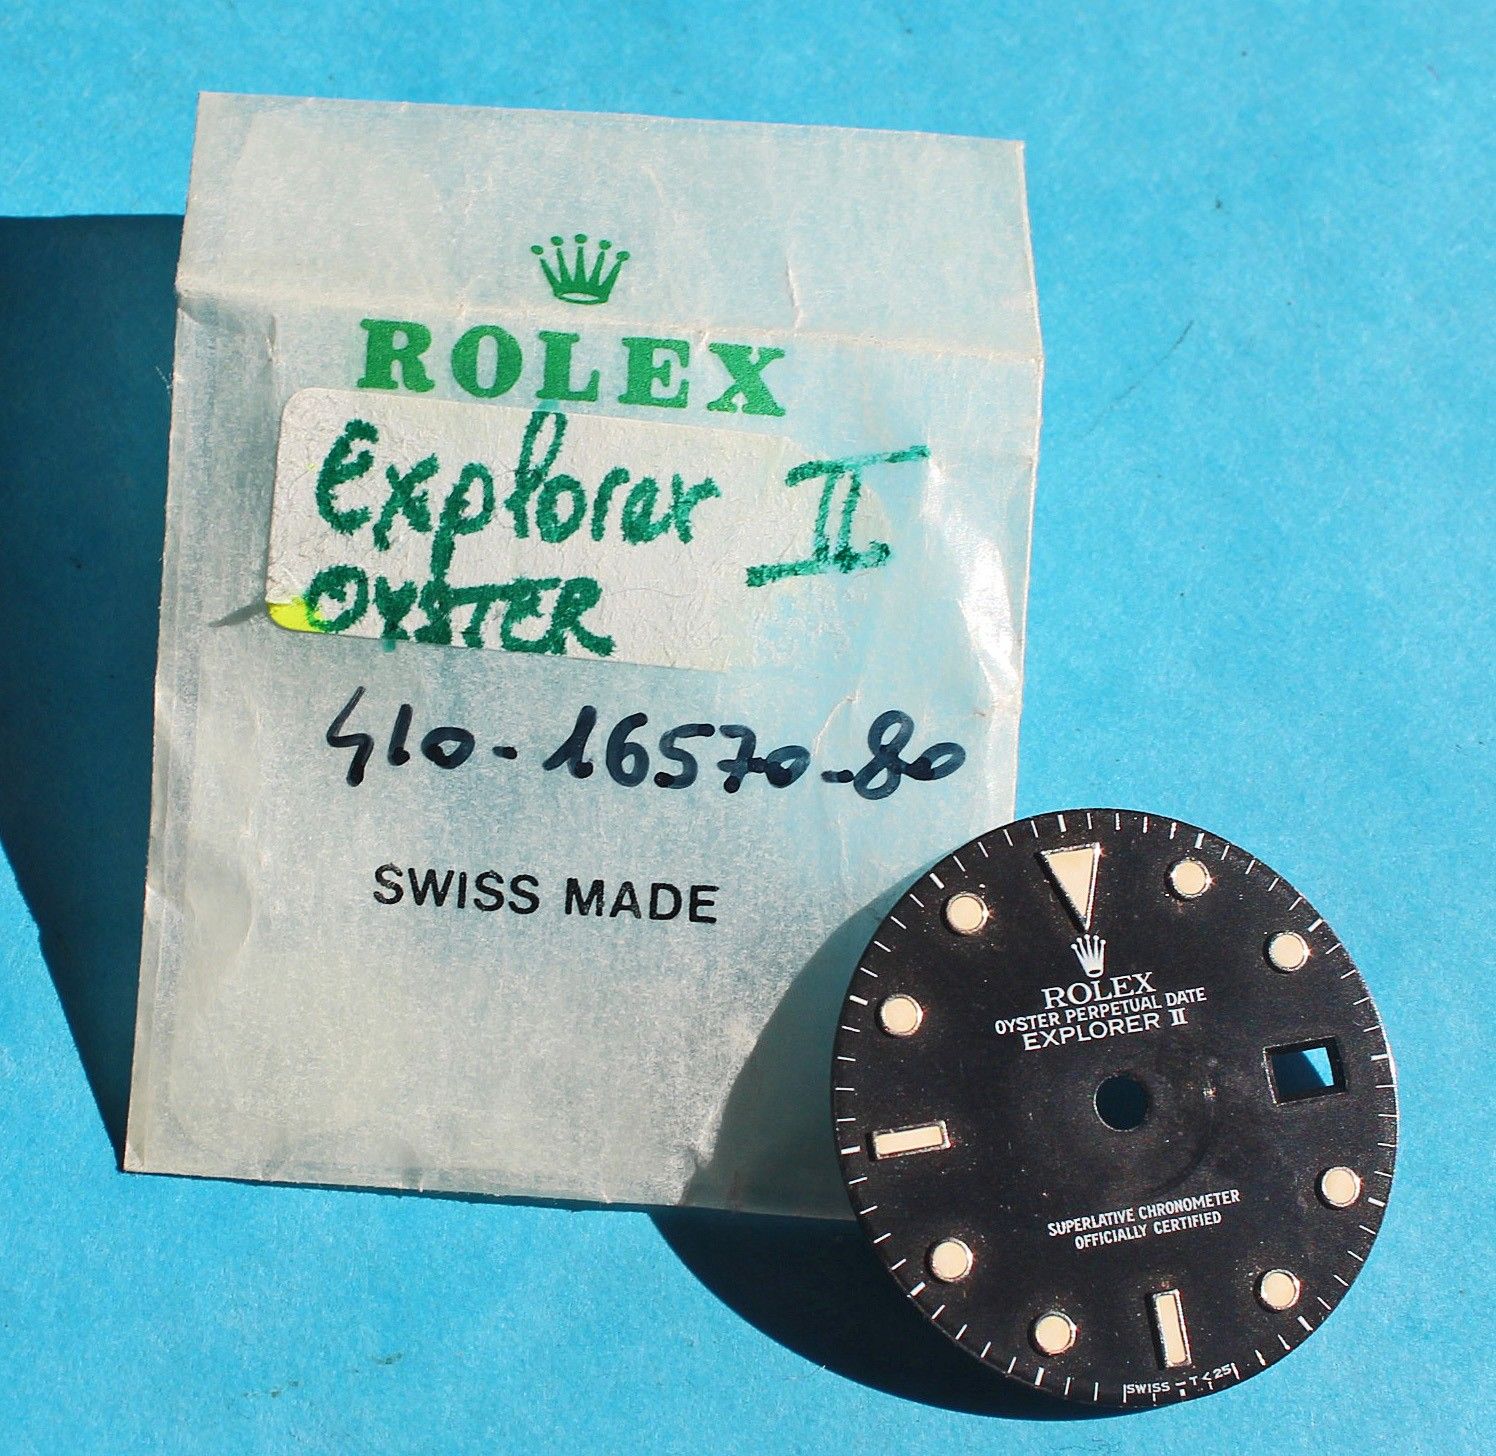 ROLEX
Explorer II
OYSTER
410-16570-80
SWISS MADE
ROLEX
OYSTER PERPETUAL DATE
EXPLORER II
SUPERLATIVE CHRONOMETER
OFFICIALLY CERTIFIED
SWISS - T<25